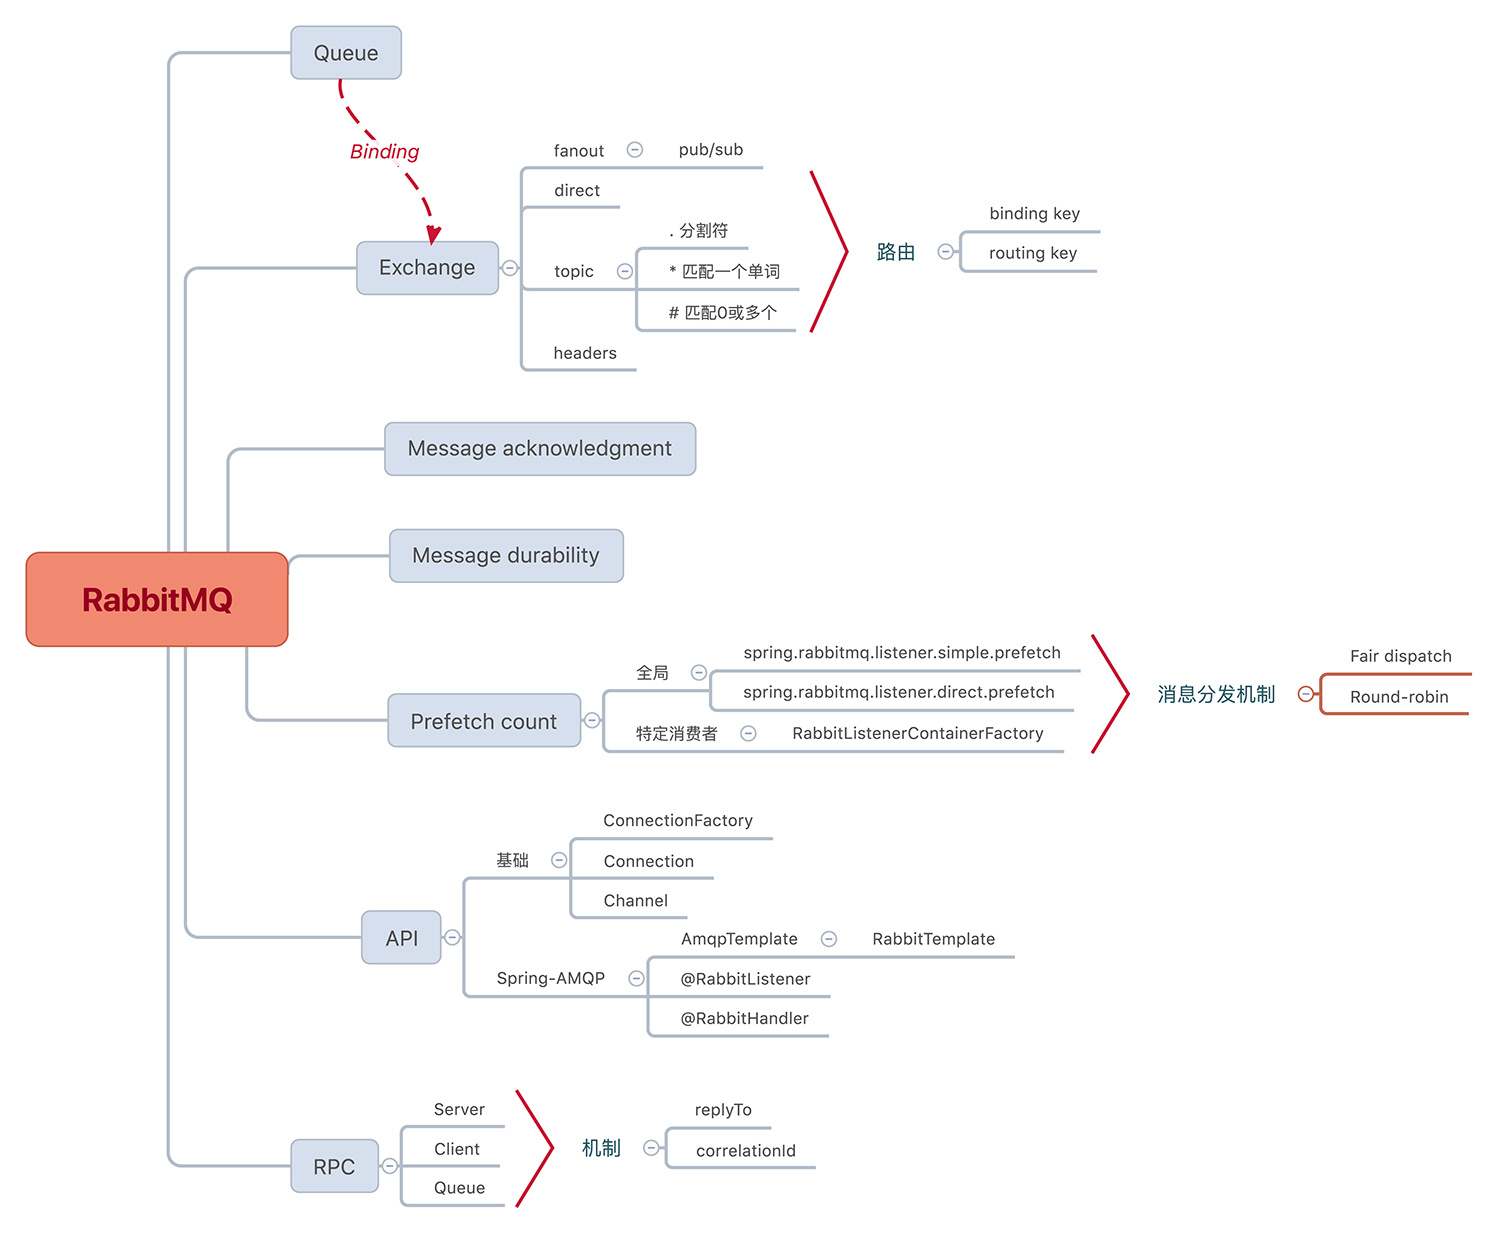 Queue
Binding
fanout
pub/sub
direct
. 分割符
topic
* 匹配一个单词
# 匹配0或多个
headers
Exchange
路由
binding key
routing key
Message acknowledgment
Message durability
RabbitMQ
Prefetch count
全局
spring.rabbitmq.listener.simple.prefetch
spring.rabbitmq.listener.direct.prefetch
特定消费者
RabbitListenerContainerFactory
消息分发机制
Fair dispatch
Round-robin
API
基础
ConnectionFactory
Connection
Channel
Spring-AMQP
AmqpTemplate
RabbitTemplate
@RabbitListener
@RabbitHandler
RPC
Server
Client
Queue
机制
replyTo
correlationId